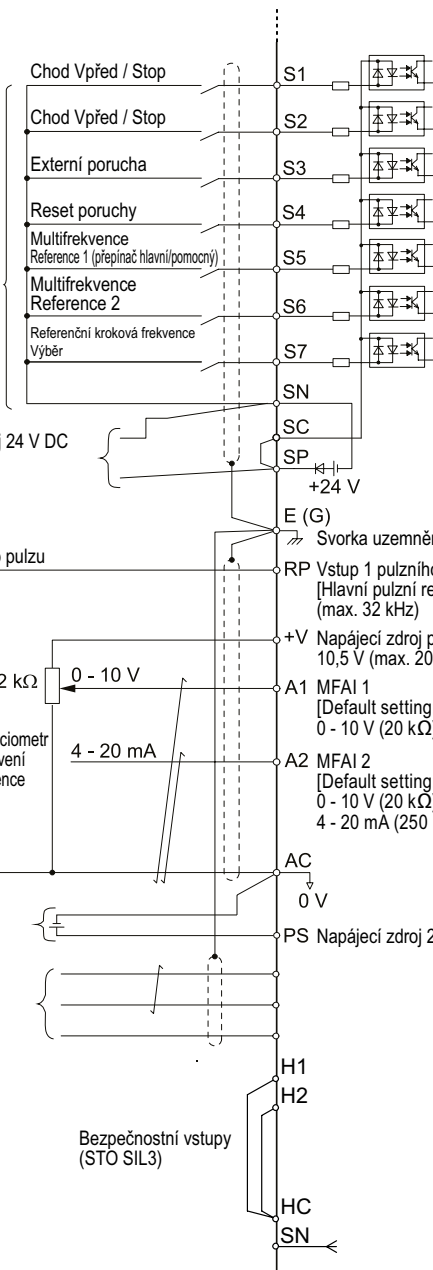 Chod Vpřed / Stop
S1
Chod Vpřed / Stop
S2
Externí porucha
S3
Reset poruchy
S4
Multifrekvence
Reference 1 (přepínač hlavní/pomocný)
S5
Multifrekvence
Reference 2
S6
Referenční kroková frekvence
Výběr
S7
SN
j 24 V DC
SC
SP
+24 V
E (G)
Svorka uzemně
pulzu
RP Vstup 1 pulzního
[Hlavní pulzní re
(max. 32 kHz)
+V Napájecí zdroj p
10,5 V (max. 20
2 kΩ
0 - 10 V
A1 MFAI 1
[Default setting
0 - 10 V (20 kΩ
ciometr
vení
ence
4 - 20 mA
A2 MFAI 2
[Default setting
0 - 10 V (20 kΩ
4 - 20 mA (250
AC
0 V
PS Napájecí zdroj 2
H1
H2
Bezpečnostní vstupy
(STO SIL3)
HC
SN